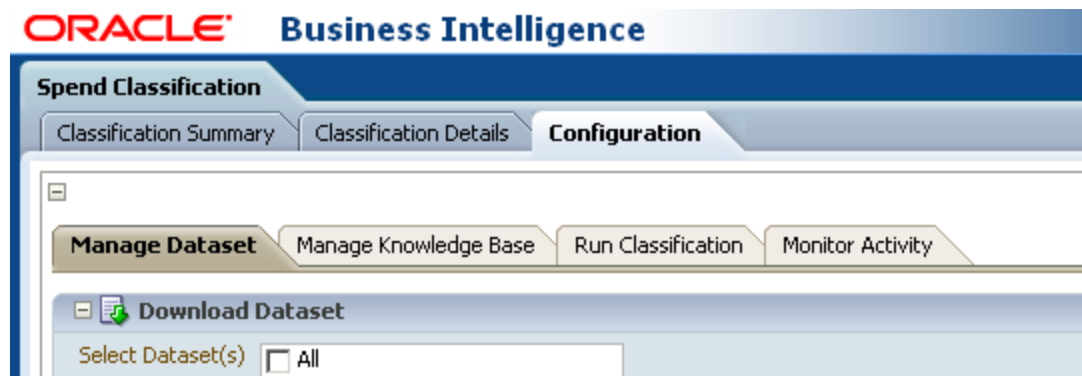 ORACLE Business Intelligence
Spend Classification
Classification Summary Classification Details Configuration
Manage Dataset Manage Knowledge Base Run Classification Monitor Activity
Download Dataset
Select Dataset(s) All